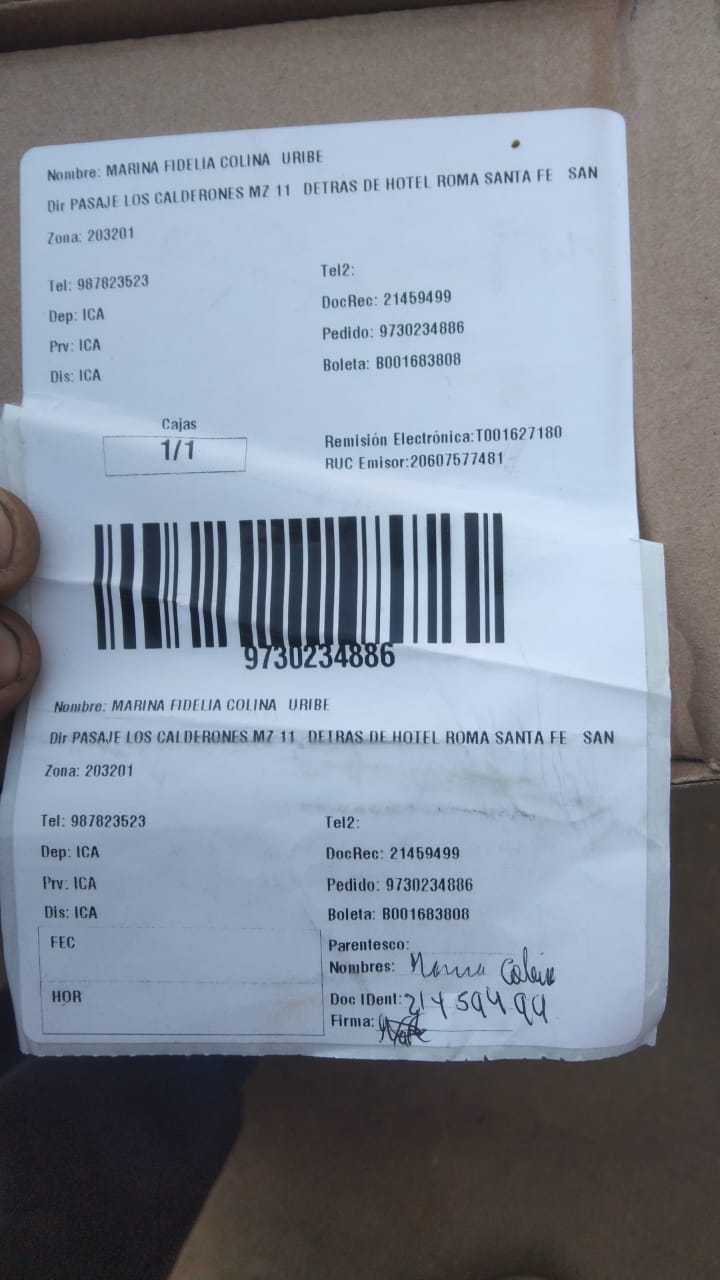 Nombre: MARINA FIDELIA COLINA URIBE
Dir PASAJE LOS CALDERONES MZ 11 DETRAS DE HOTEL ROMA SANTA FE SAN
Zona: 203201
Tel: 987823523 Tel2:
Dep: ICA DocRec: 21459499
Prv: ICA Pedido: 9730234886
Dis: ICA Boleta: B001683808
Cajas
1/1
Remisión Electrónica:T001627180
RUC Emisor:20607577481
9730234886
Nombre: MARINA FIDELIA COLINA URIBE
Dir PASAJE LOS CALDERONES MZ 11 DETRAS DE HOTEL ROMA SANTA FE SAN
Zona: 203201
Tel: 987823523 Tel2:
Dep: ICA DocRec: 21459499
Prv: ICA Pedido: 9730234886
Dis: ICA Boleta: B001683808
FEC
HOR
Parentesco:
Nombres: Marina Colina
Doc IDent: 21459499
Firma: